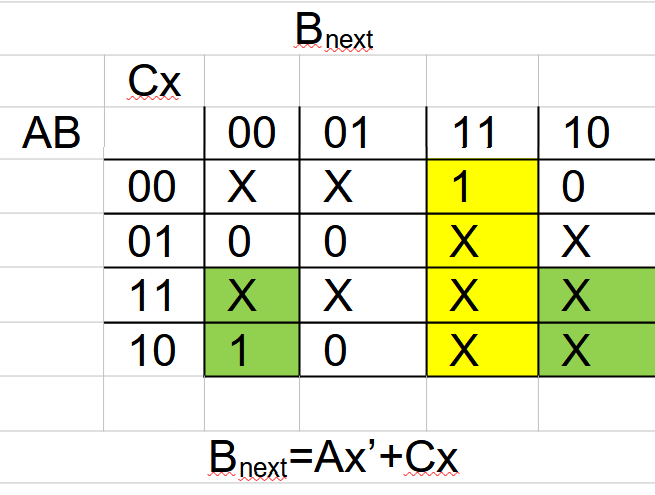 Bnext
Cx
AB 00 01 11 10
00 X X 1 0
01 0 0 X X
11 X X X X
10 1 0 X X
Bnext=Ax’+Cx